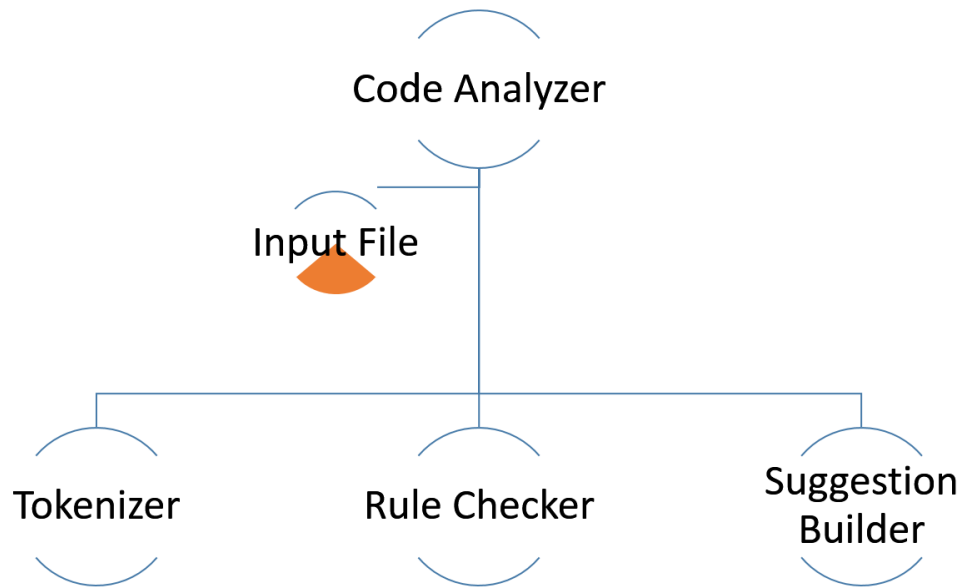 Code Analyzer
Input File
Tokenizer
Rule Checker
Suggestion
Builder